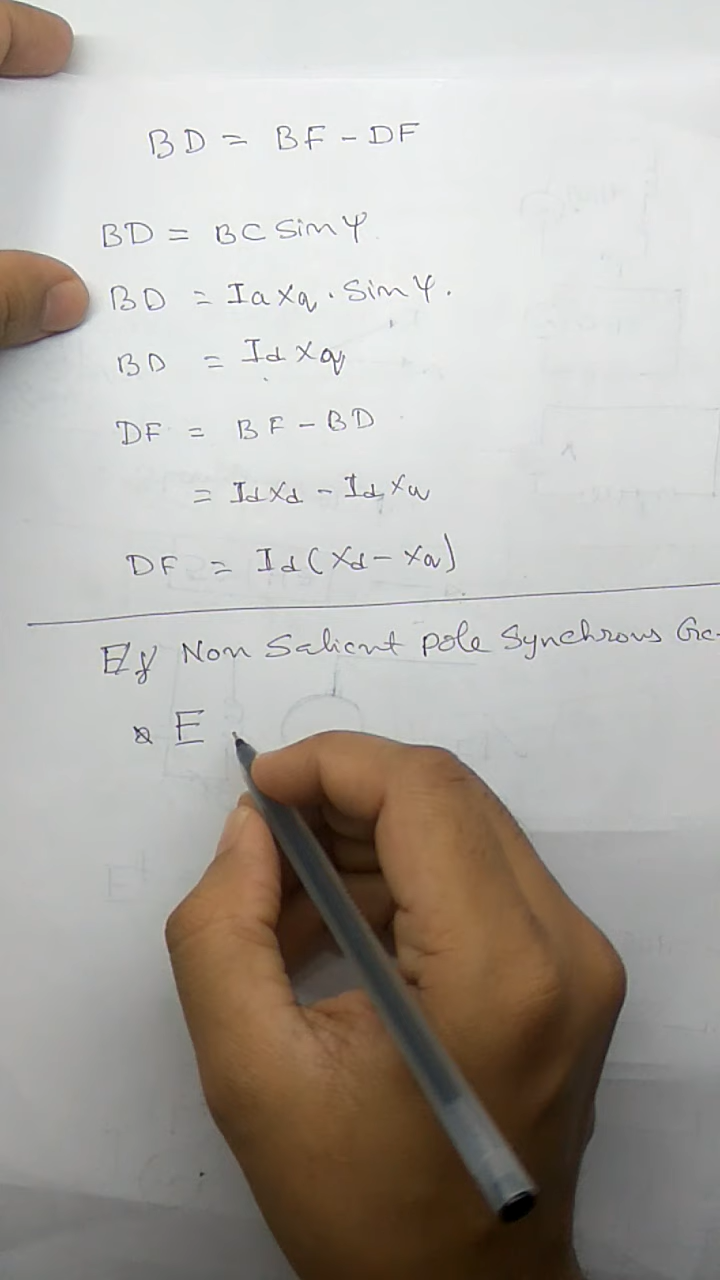 BD = BF - DF
BD = BC Sin ψ
BD = Ia Xq . Sin ψ.
BD = Id Xq
DF = BF - BD
= Id Xd - Id Xq
DF = Id (Xd - Xq)
Non Salient pole Synchrous Ge
E